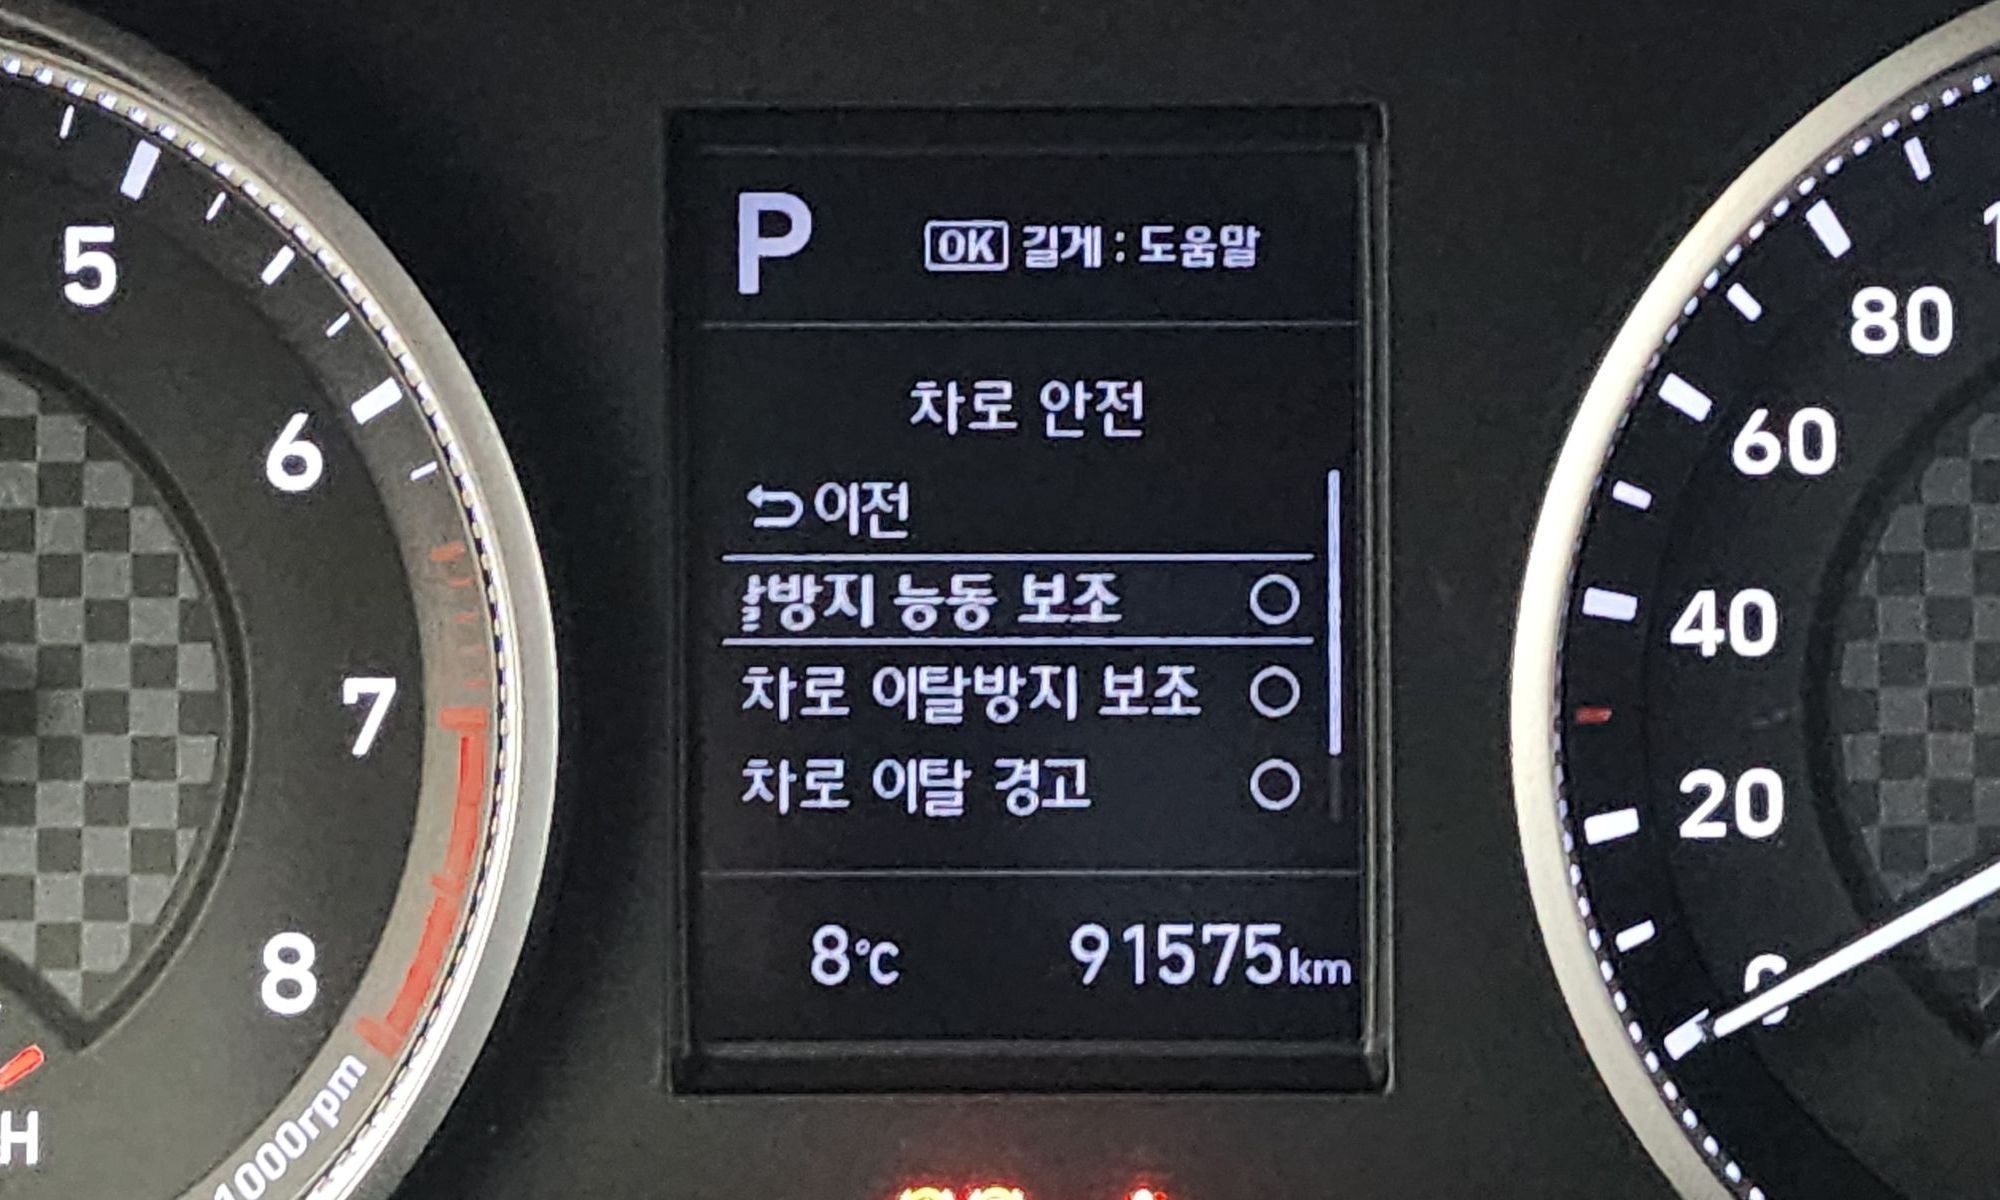 P
OK 길게 : 도움말
차로 안전
이전
방지 능동 보조
차로 이탈방지 보조
차로 이탈 경고
8℃ 91575km
5
6
7
8
1000rpm
H
80
60
40
20
0